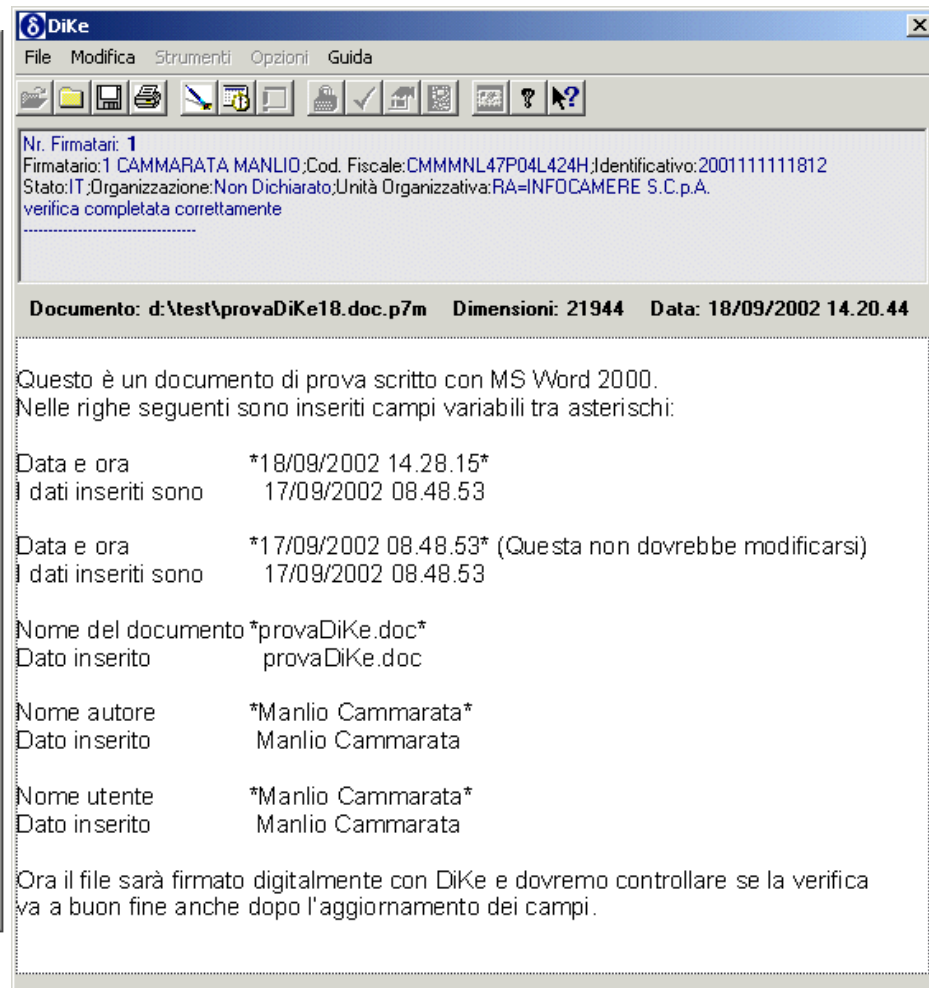 DiKe
File Modifica Strumenti Opzioni Guida
Nr. Firmatari: 1
Firmatario:1 CAMMARATA MANLIO;Cod. Fiscale:CMMMNL47P04L424H;Identificativo:2001111111812
Stato:IT;Organizzazione:Non Dichiarato;Unità Organizzativa:RA=INFOCAMERE S.C.p.A.
verifica completata correttamente
-----------------------------------
Documento: d:\test\provaDiKe18.doc.p7m Dimensioni: 21944 Data: 18/09/2002 14.20.44
Questo è un documento di prova scritto con MS Word 2000.
Nelle righe seguenti sono inseriti campi variabili tra asterischi:
Data e ora *18/09/2002 14.28.15*
I dati inseriti sono 17/09/2002 08.48.53
Data e ora *17/09/2002 08.48.53* (Questa non dovrebbe modificarsi)
I dati inseriti sono 17/09/2002 08.48.53
Nome del documento *provaDiKe.doc*
Dato inserito provaDiKe.doc
Nome autore *Manlio Cammarata*
Dato inserito Manlio Cammarata
Nome utente *Manlio Cammarata*
Dato inserito Manlio Cammarata
Ora il file sarà firmato digitalmente con DiKe e dovremo controllare se la verifica
va a buon fine anche dopo l'aggiornamento dei campi.